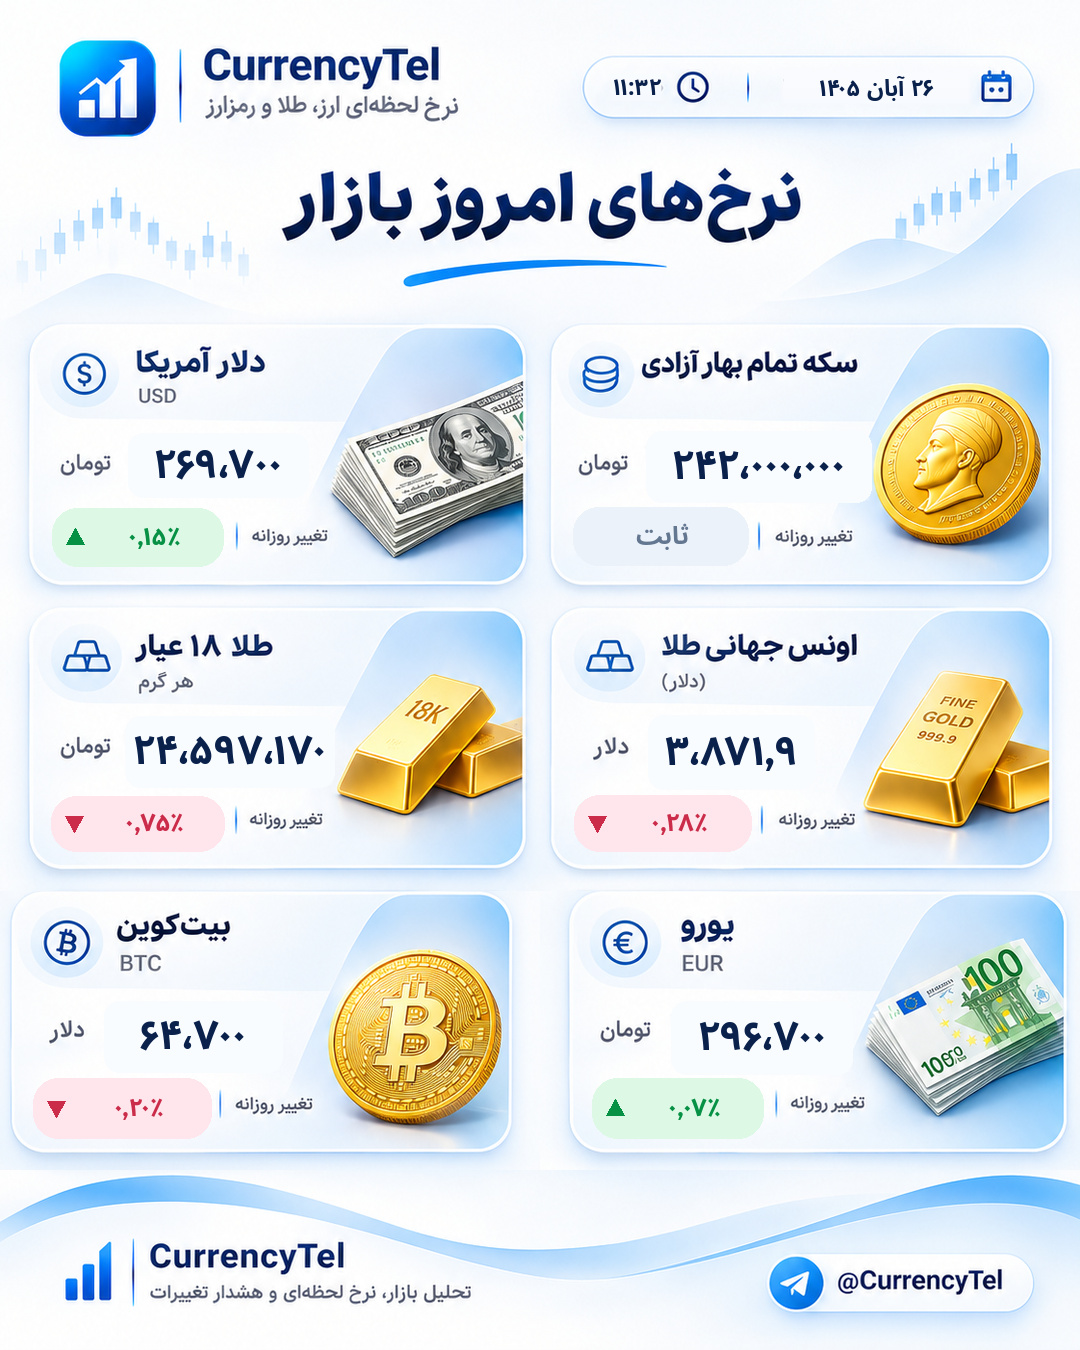 CurrencyTel
نرخ لحظه‌ای ارز، طلا و رمزارز
۲۶ آبان ۱۴۰۵
۱۱:۳۲
نرخ‌های امروز بازار
سکه تمام بهار آزادی
۲۴۲،۰۰۰،۰۰۰ تومان
تغییر روزانه ثابت
دلار آمریکا
USD
۲۶۹،۷۰۰ تومان
تغییر روزانه ۰,۱۵٪ ▲
100
اونس جهانی طلا
(دلار)
۳،۸۷۱,۹ دلار
تغییر روزانه ۰,۲۸٪ ▼
FINE
GOLD
999.9
طلا ۱۸ عیار
هر گرم
۲۴،۵۹۷،۱۷۰ تومان
تغییر روزانه ۰,۷۵٪ ▼
18K
یورو
EUR
۲۹۶،۷۰۰ تومان
تغییر روزانه ۰,۰۷٪ ▲
100
بیت‌کوین
BTC
۶۴،۷۰۰ دلار
تغییر روزانه ۰,۲۰٪ ▼
CurrencyTel
تحلیل بازار، نرخ لحظه‌ای و هشدار تغییرات
@CurrencyTel